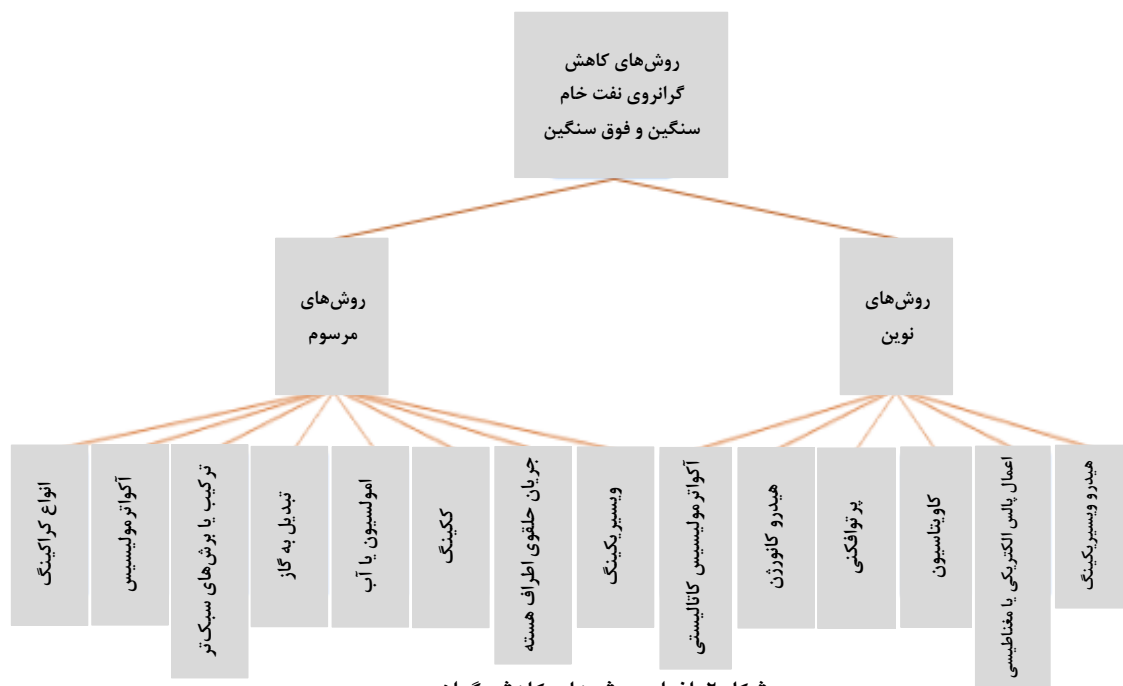 روش‌های کاهش
گرانروی نفت خام
سنگین و فوق سنگین
روش‌های
نوین
روش‌های
مرسوم
هیدرو ویسبریکینگ
اعمال پالس الکتریکی یا مغناطیسی
کاویتاسیون
پرتوافکنی
هیدرو کانورژن
آکواترمولیسیس کاتالیستی
ویسبریکینگ
جریان حلقوی اطراف هسته
ککینگ
امولسیون یا آب
تبدیل به گاز
ترکیب یا برش‌های سبک‌تر
آکواترمولیسیس
انواع کراکینگ